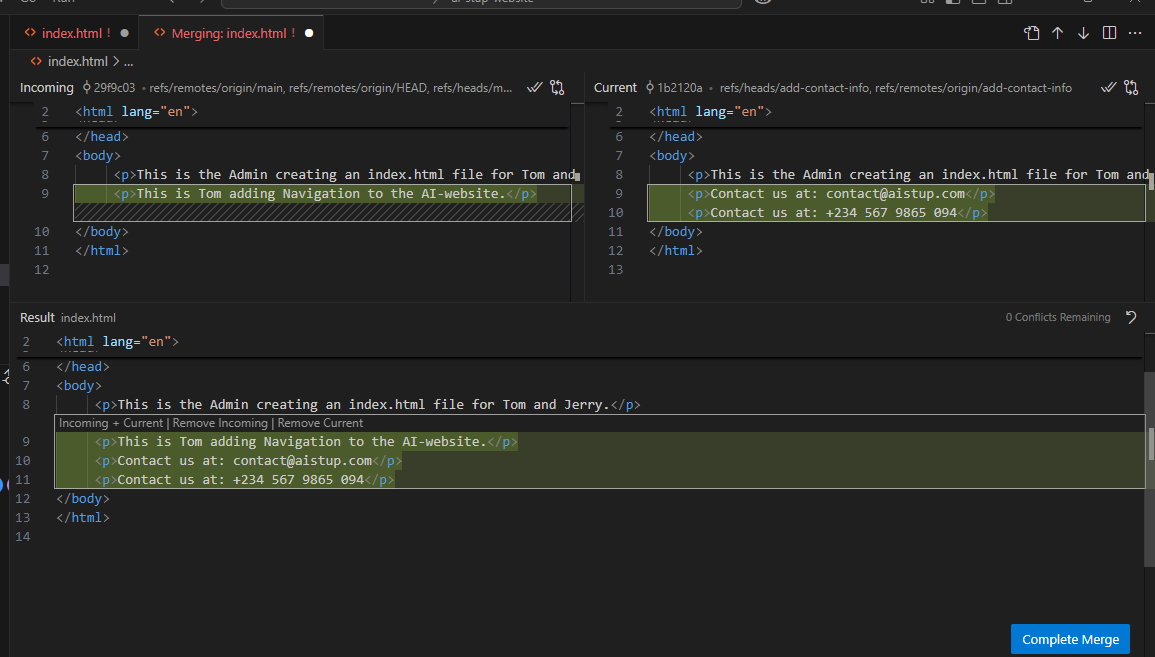 Go Run ai-stup-website
index.html ! Merging: index.html !
index.html > ...
Incoming 29f9c03 • refs/remotes/origin/main, refs/remotes/origin/HEAD, refs/heads/m...
2 <html lang="en">
6 </head>
7 <body>
8 <p>This is the Admin creating an index.html file for Tom and
9 <p>This is Tom adding Navigation to the AI-website.</p>
10 </body>
11 </html>
12
Current 1b2120a • refs/heads/add-contact-info, refs/remotes/origin/add-contact-info
2 <html lang="en">
6 </head>
7 <body>
8 <p>This is the Admin creating an index.html file for Tom and
9 <p>Contact us at: contact@aistup.com</p>
10 <p>Contact us at: +234 567 9865 094</p>
11 </body>
12 </html>
13
Result index.html
0 Conflicts Remaining
2 <html lang="en">
6 </head>
7 <body>
8 <p>This is the Admin creating an index.html file for Tom and Jerry.</p>
Incoming + Current | Remove Incoming | Remove Current
9 <p>This is Tom adding Navigation to the AI-website.</p>
10 <p>Contact us at: contact@aistup.com</p>
11 <p>Contact us at: +234 567 9865 094</p>
12 </body>
13 </html>
14
Complete Merge